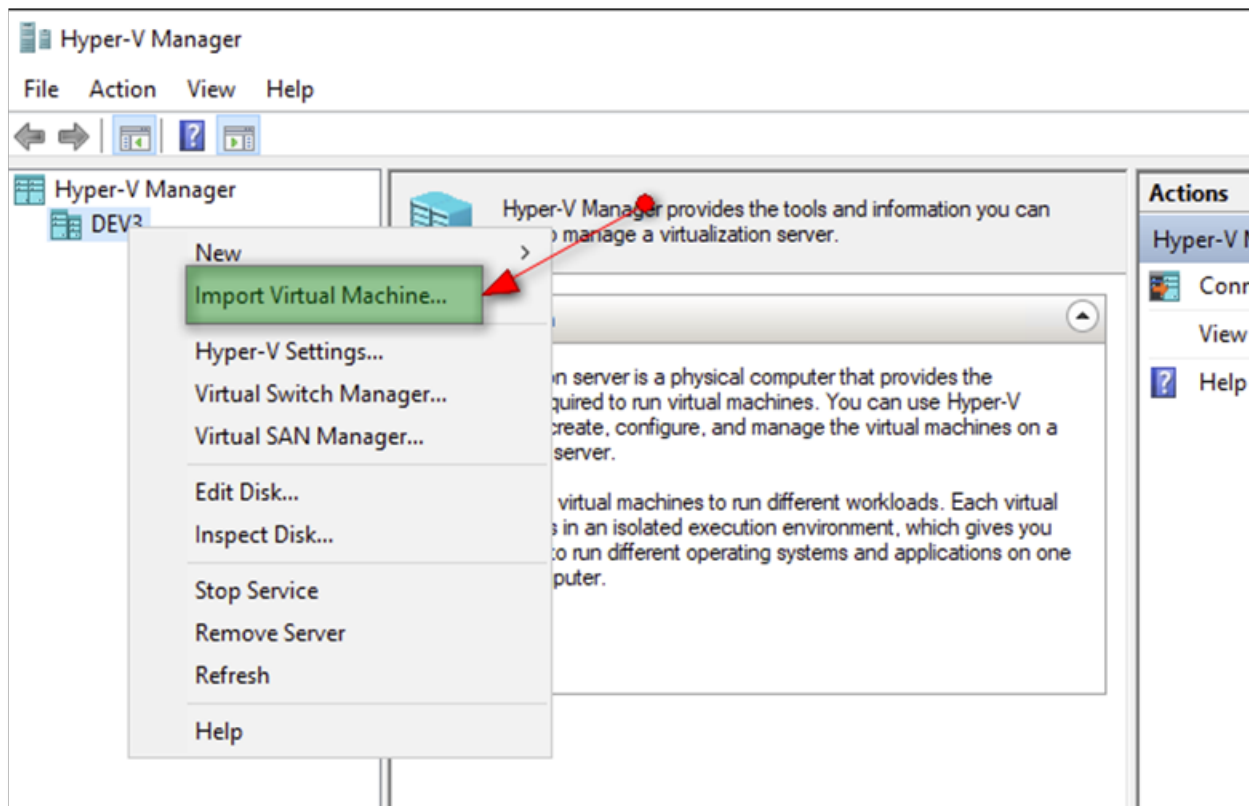 Hyper-V Manager
File Action View Help
Hyper-V Manager
DEV3
New
Import Virtual Machine...
Hyper-V Settings...
Virtual Switch Manager...
Virtual SAN Manager...
Edit Disk...
Inspect Disk...
Stop Service
Remove Server
Refresh
Help
Hyper-V Manager provides the tools and information you can
manage a virtualization server.
server is a physical computer that provides the
to run virtual machines. You can use Hyper-V
create, configure, and manage the virtual machines on a
server.
virtual machines to run different workloads. Each virtual
in an isolated execution environment, which gives you
to run different operating systems and applications on one
Actions
Hyper-V
View
Help